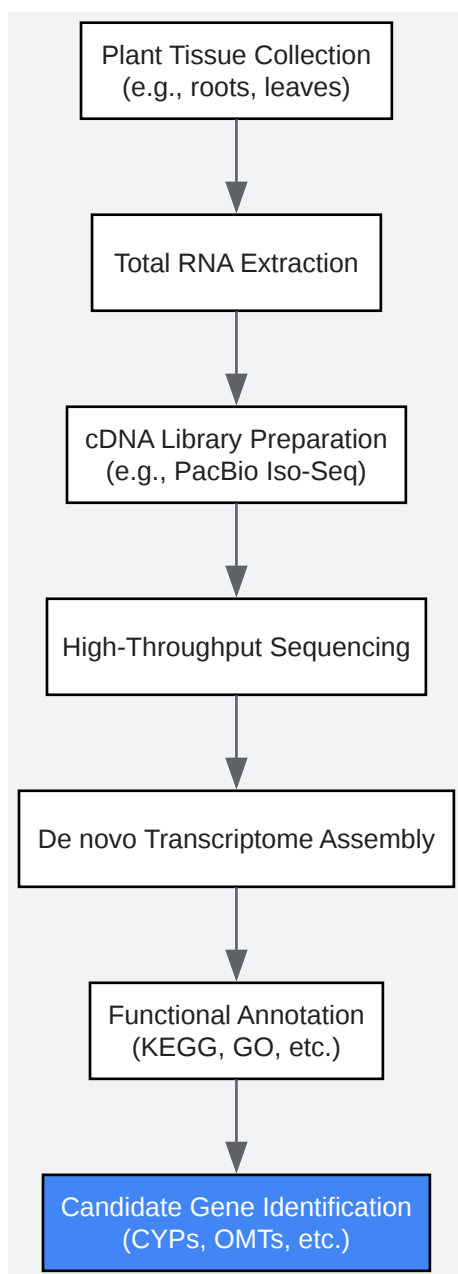 Plant Tissue Collection
(e.g., roots, leaves)
Total RNA Extraction
cDNA Library Preparation
(e.g., PacBio Iso-Seq)
High-Throughput Sequencing
De novo Transcriptome Assembly
Functional Annotation
(KEGG, GO, etc.)
Candidate Gene Identification
(CYPs, OMTs, etc.)